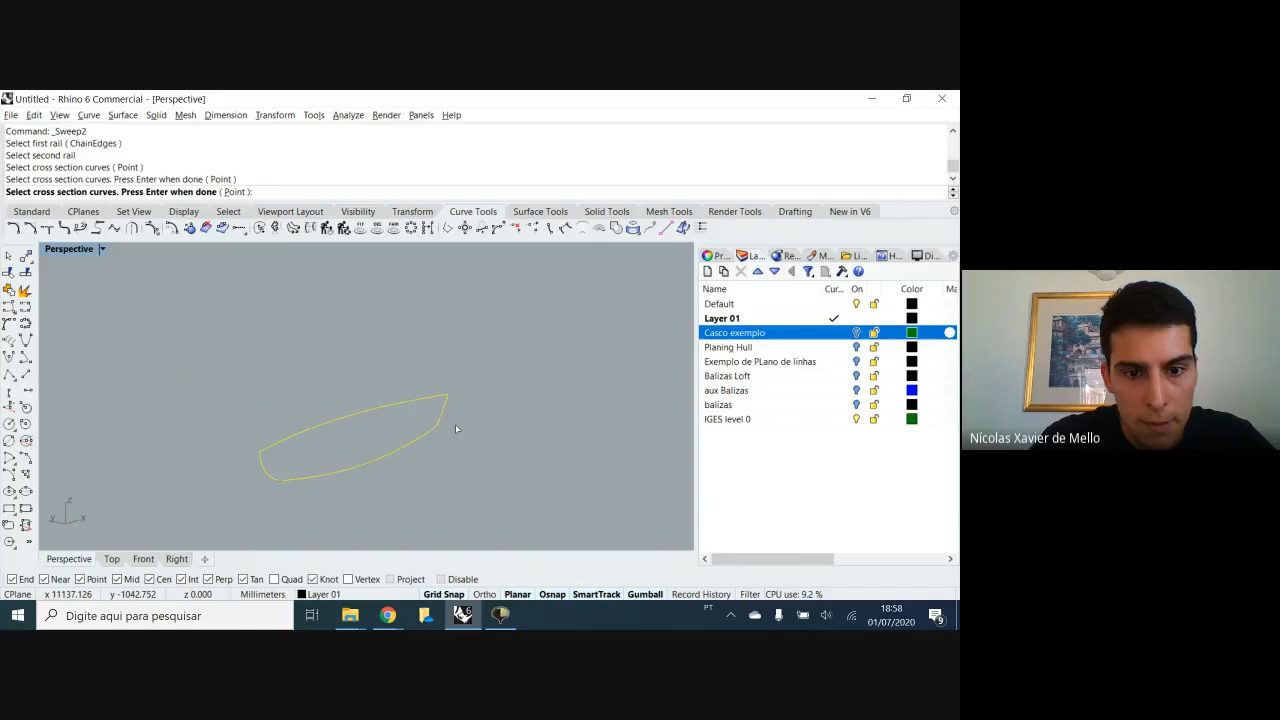 Untitled - Rhino 6 Commercial - [Perspective]
File Edit View Curve Surface Solid Mesh Dimension Transform Tools Analyze Render Panels Help
Command: _Sweep2
Select first rail ( ChainEdges )
Select second rail
Select cross section curves ( Point )
Select cross section curves. Press Enter when done ( Point )
Select cross section curves. Press Enter when done ( Point ):
Standard CPlanes Set View Display Select Viewport Layout Visibility Transform Curve Tools Surface Tools Solid Tools Mesh Tools Render Tools Drafting New in V6
Perspective
Pr... La... Re... M... Li... H... Di...
Name Cur... On Color Ma
Default
Layer 01
Casco exemplo
Planing Hull
Exemplo de PLano de linhas
Balizas Loft
aux Balizas
balizas
IGES level 0
Nícolas Xavier de Mello
z
y x
Perspective Top Front Right
End Near Point Mid Cen Int Perp Tan Quad Knot Vertex Project Disable
CPlane x 11137.126 y -1042.752 z 0.000 Millimeters Layer 01 Grid Snap Ortho Planar Osnap SmartTrack Gumball Record History Filter CPU use: 9.2 %
Digite aqui para pesquisar
PT
18:58
01/07/2020
9